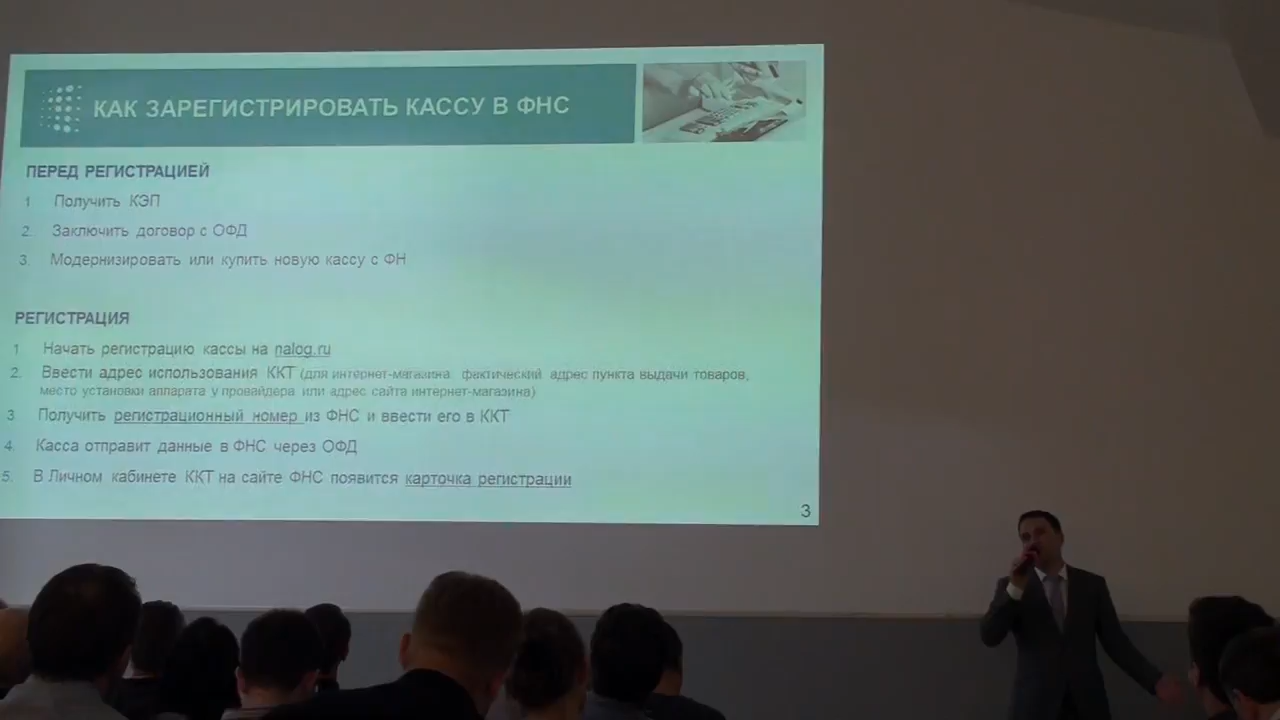 КАК ЗАРЕГИСТРИРОВАТЬ КАССУ В ФНС
ПЕРЕД РЕГИСТРАЦИЕЙ
1 Получить КЭП
2. Заключить договор с ОФД
3. Модернизировать или купить новую кассу с ФН
РЕГИСТРАЦИЯ
1 Начать регистрацию кассы на nalog.ru
2. Ввести адрес использования ККТ (для интернет-магазина фактический адрес пункта выдачи товаров,
место установки аппарата у провайдера или адрес сайта интернет-магазина)
3 Получить регистрационный номер из ФНС и ввести его в ККТ
4. Касса отправит данные в ФНС через ОФД
5. В Личном кабинете ККТ на сайте ФНС появится карточка регистрации
3